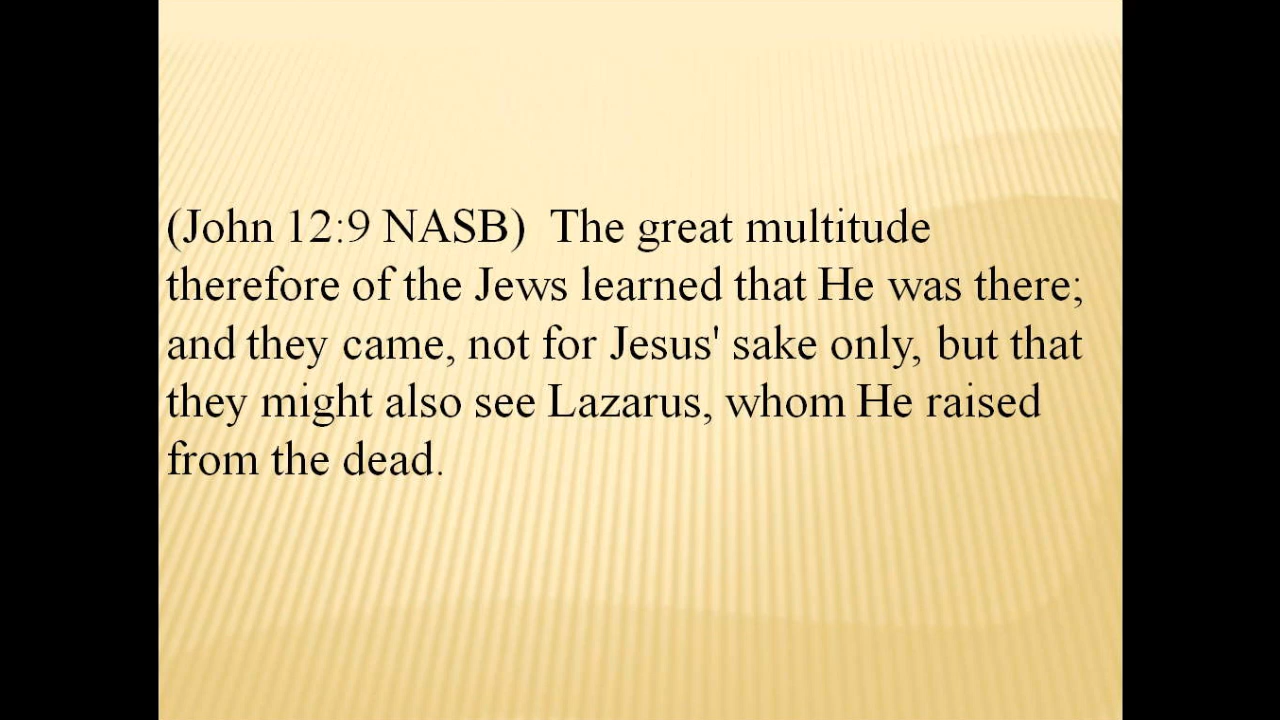 (John 12:9 NASB)  The great multitude
therefore of the Jews learned that He was there;
and they came, not for Jesus' sake only, but that
they might also see Lazarus, whom He raised
from the dead.